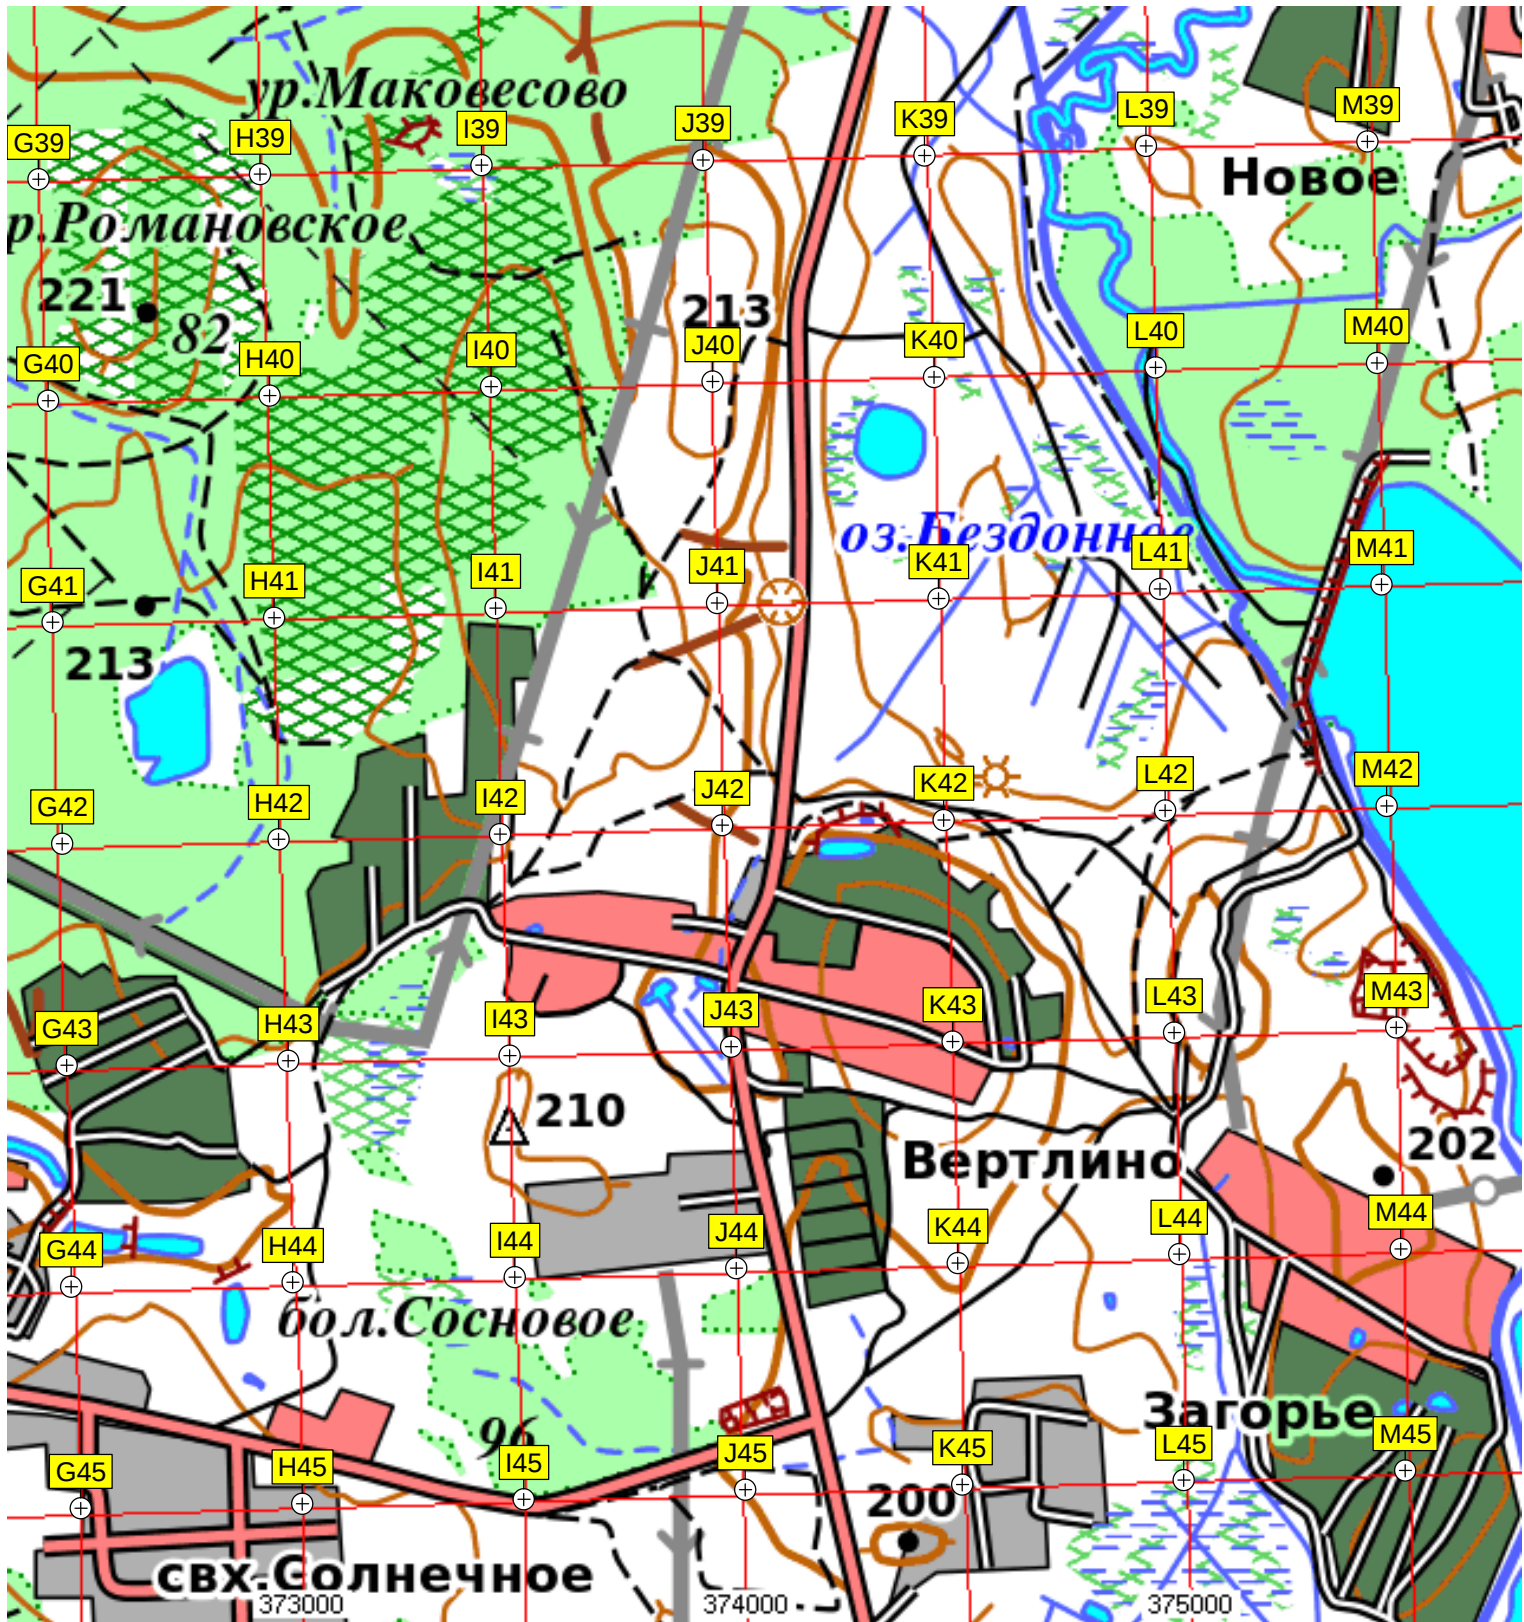 ур.Маковесово
G39
H39
I39
J39
K39
L39
M39
Новое
р.Романовское
221
82
213
G40
H40
I40
J40
K40
L40
M40
оз.Бездонное
G41
H41
I41
J41
K41
L41
M41
213
G42
H42
I42
J42
K42
L42
M42
G43
H43
I43
J43
K43
L43
M43
210
Вертлино
202
G44
H44
I44
J44
K44
L44
M44
бол.Сосновое
96
Загорье
G45
H45
I45
J45
K45
L45
M45
200
свх.Солнечное
373000
374000
375000